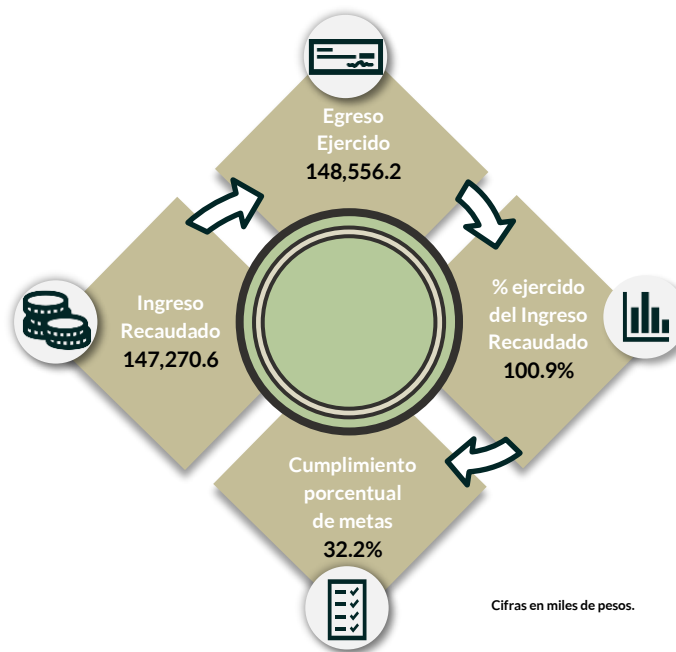 Egreso
Ejercido
148,556.2
Ingreso
Recaudado
147,270.6
% ejercido
del Ingreso
Recaudado
100.9%
Cumplimiento
porcentual
de metas
32.2%
Cifras en miles de pesos.